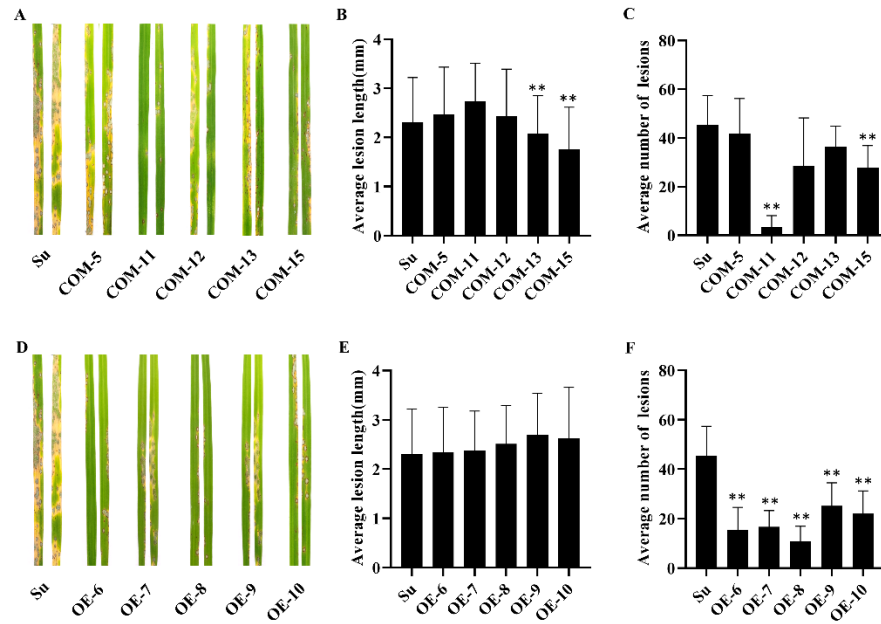 A
Su
COM-5
COM-11
COM-12
COM-13
COM-15
B
Average lesion length(mm)
4
3
2
1
0
**
**
Su
COM-5
COM-11
COM-12
COM-13
COM-15
C
Average number of lesions
80
60
40
20
0
**
**
Su
COM-5
COM-11
COM-12
COM-13
COM-15
D
Su
OE-6
OE-7
OE-8
OE-9
OE-10
E
Average lesion length(mm)
4
3
2
1
0
Su
OE-6
OE-7
OE-8
OE-9
OE-10
F
Average number of lesions
80
60
40
20
0
**
**
**
**
**
Su
OE-6
OE-7
OE-8
OE-9
OE-10